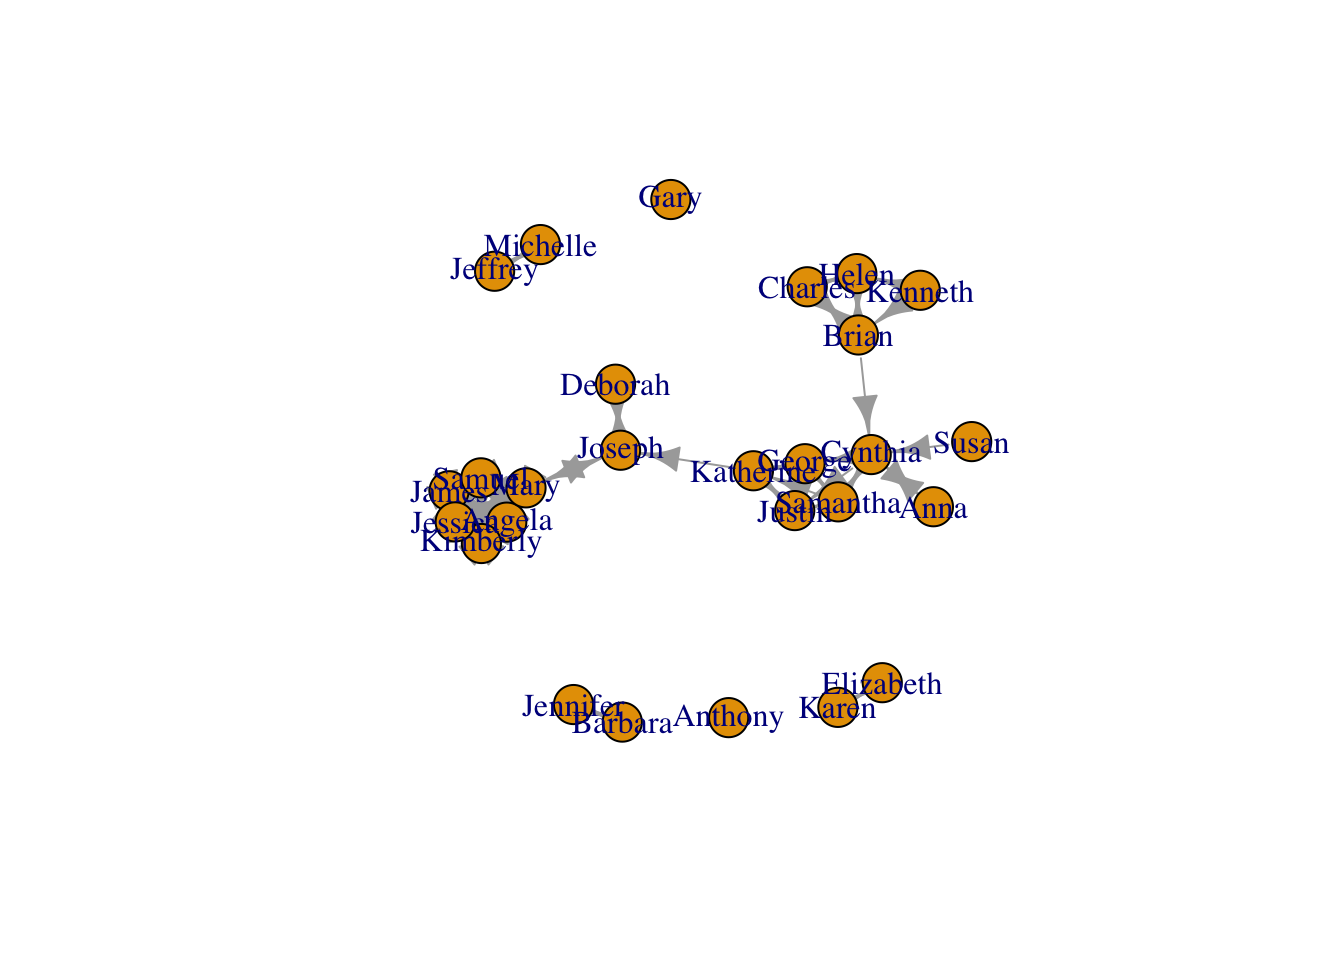 Gary
Michelle
Jeffrey
Helen
Charles
Kenneth
Brian
Deborah
Joseph
Cynthia
Susan
George
Katherine
Samuel
James
Mary
Samantha
Justin
Anna
Jessica
Angela
Kimberly
Elizabeth
Jennifer
Karen
Barbara
Anthony